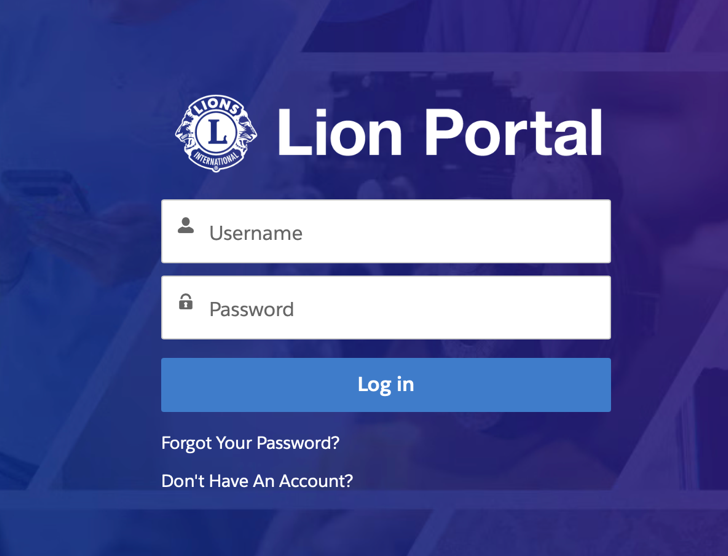 LIONS
L
INTERNATIONAL
Lion Portal
Username
Password
Log in
Forgot Your Password?
Don't Have An Account?